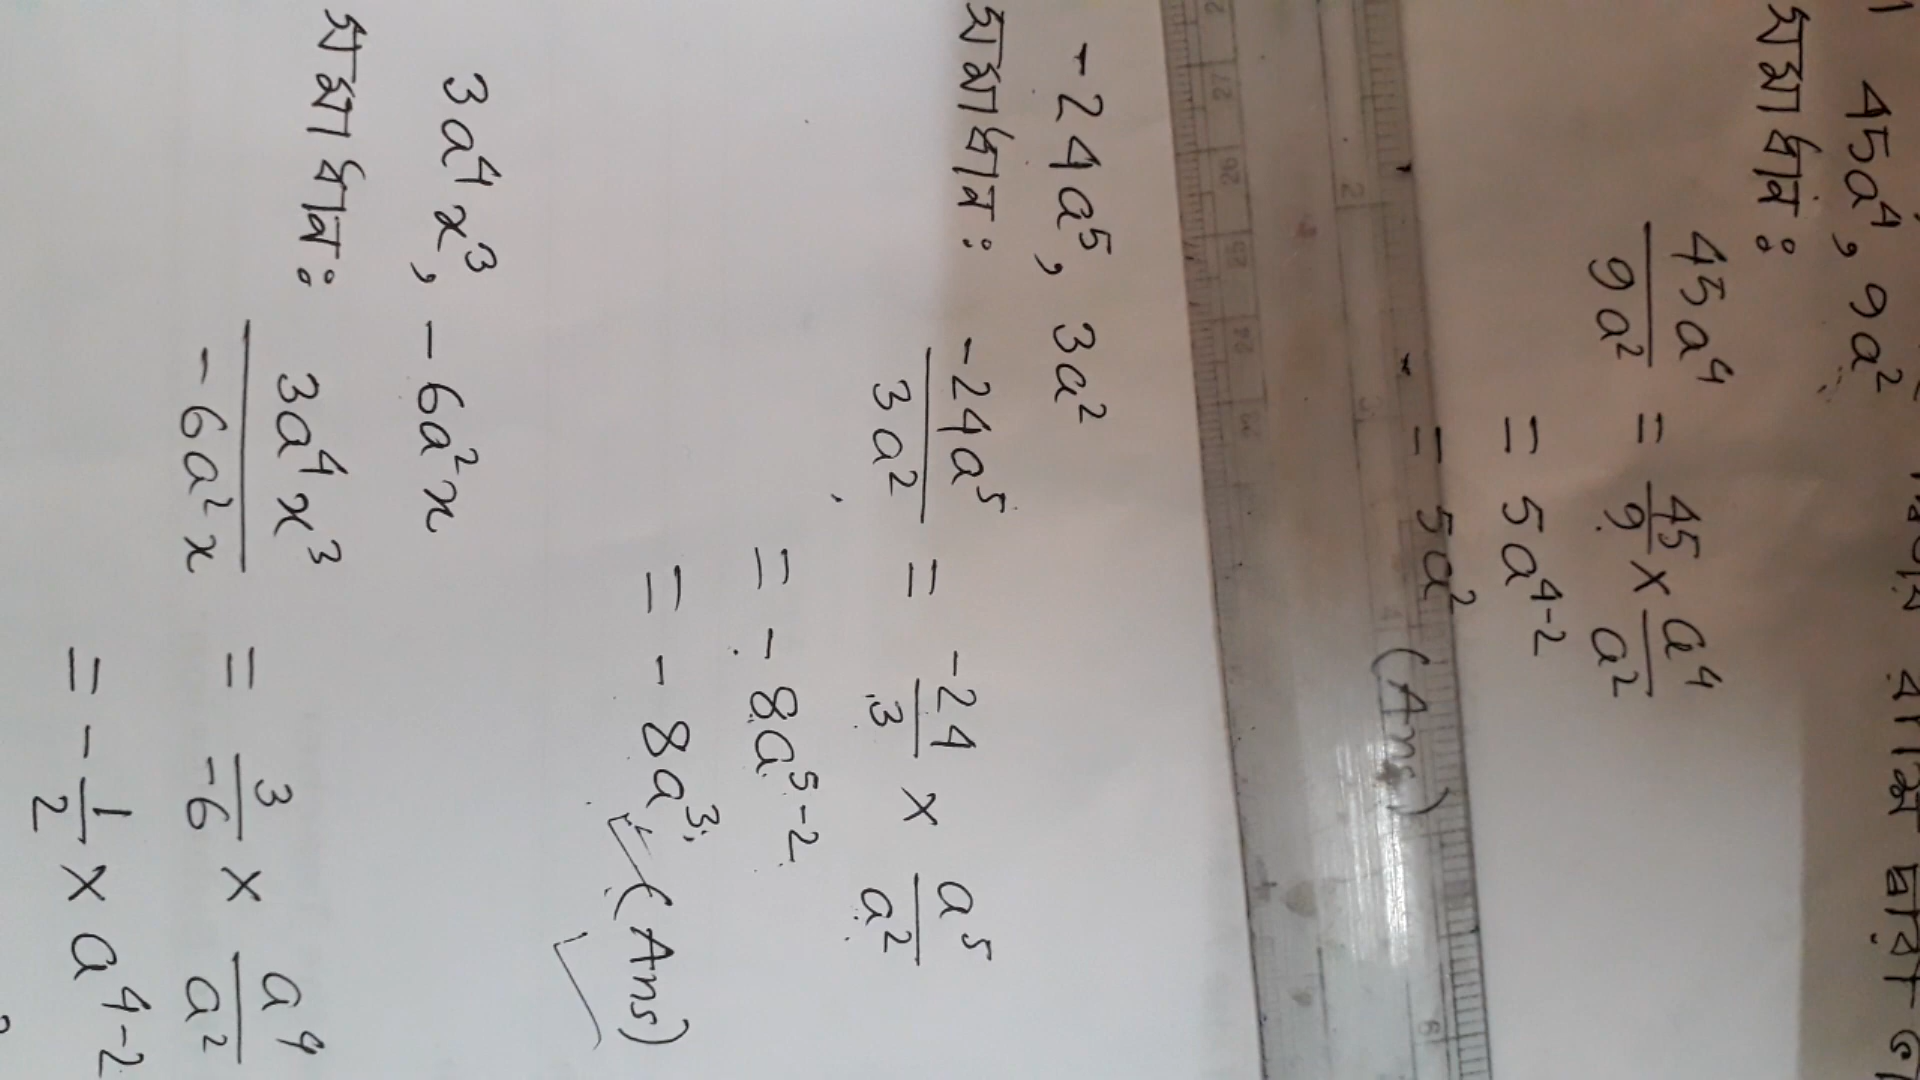 45a⁴, 9a²
সমাধান:
45a⁴/9a² = 45/9 × a⁴/a²
= 5a⁴⁻²
= 5a² (Ans)
-24a⁵, 3a²
সমাধান: -24a⁵/3a² = -24/3 × a⁵/a²
= -8a⁵⁻²
= -8a³ (Ans)
3a⁴x³, -6a²x
সমাধান: 3a⁴x³/-6a²x = 3/-6 × a⁴/a²
= -1/2 × a⁴⁻²